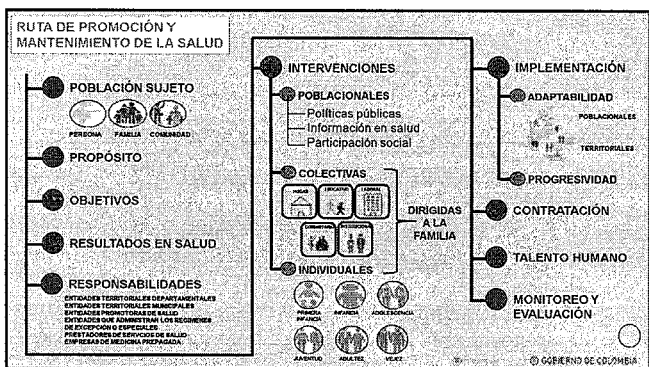 RUTA DE PROMOCIÓN Y
MANTENIMIENTO DE LA SALUD
POBLACIÓN SUJETO
PERSONA FAMILIA COMUNIDAD
PROPÓSITO
OBJETIVOS
RESULTADOS EN SALUD
RESPONSABILIDADES
ENTIDADES TERRITORIALES DEPARTAMENTALES
ENTIDADES TERRITORIALES MUNICIPALES
ENTIDADES PROMOTORAS DE SALUD
ENTIDADES QUE ADMINISTRAN LOS REGIMENES
DE EXCEPCIÓN O ESPECIALES
PRESTADORES DE SERVICIOS DE SALUD
EMPRESAS DE MEDICINA PREPAGADA
INTERVENCIONES
POBLACIONALES
Políticas públicas
Información en salud
Participación social
COLECTIVAS
HOGAR EDUCATIVO LABORAL
DIRIGIDAS
A LA
FAMILIA
INDIVIDUALES
PRIMERA
INFANCIA
INFANCIA
ADOLESCENCIA
JUVENTUD ADULTEZ VEJEZ
IMPLEMENTACIÓN
ADAPTABILIDAD
POBLACIONALES
TERRITORIALES
PROGRESIVIDAD
CONTRATACIÓN
TALENTO HUMANO
MONITOREO Y
EVALUACIÓN
GOBIERNO DE COLOMBIA